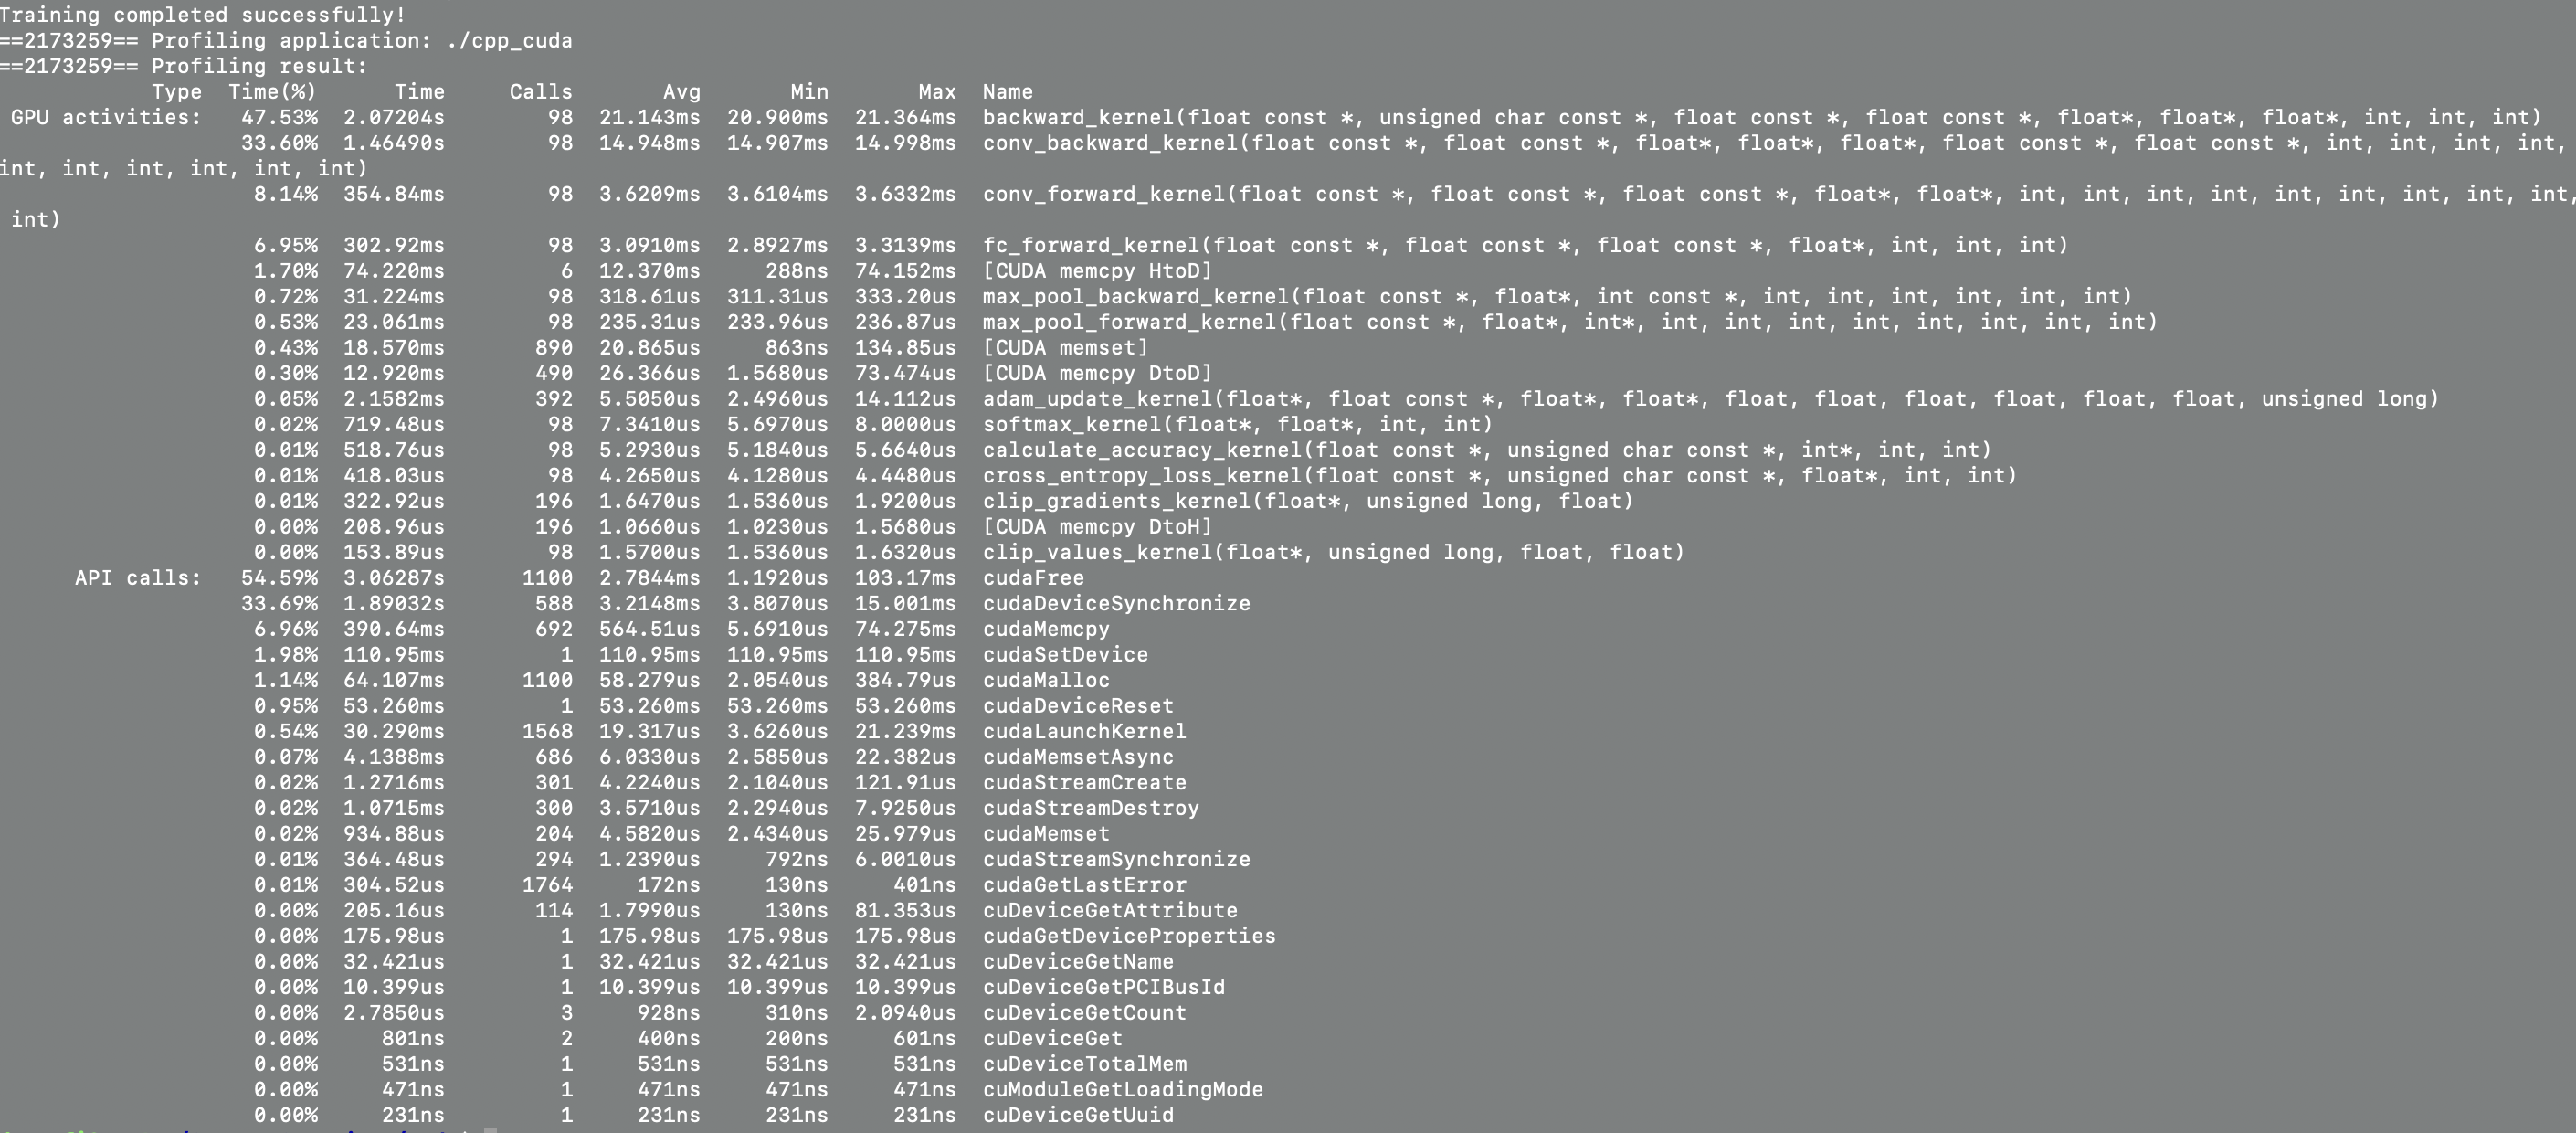 Training completed successfully!
==2173259== Profiling application: ./cpp_cuda
==2173259== Profiling result:
            Type  Time(%)      Time     Calls       Avg       Min       Max  Name
 GPU activities:   47.53%  2.07204s        98  21.143ms  20.900ms  21.364ms  backward_kernel(float const *, unsigned char const *, float const *, float const *, float*, float*, float*, int, int, int)
                   33.60%  1.46490s        98  14.948ms  14.907ms  14.998ms  conv_backward_kernel(float const *, float const *, float*, float*, float*, float const *, float const *, int, int, int, int,
int, int, int, int, int, int)
                    8.14%  354.84ms        98  3.6209ms  3.6104ms  3.6332ms  conv_forward_kernel(float const *, float const *, float const *, float*, float*, int, int, int, int, int, int, int, int, int,
 int)
                    6.95%  302.92ms        98  3.0910ms  2.8927ms  3.3139ms  fc_forward_kernel(float const *, float const *, float const *, float*, int, int, int)
                    1.70%  74.220ms         6  12.370ms     288ns  74.152ms  [CUDA memcpy HtoD]
                    0.72%  31.224ms        98  318.61us  311.31us  333.20us  max_pool_backward_kernel(float const *, float*, int const *, int, int, int, int, int, int)
                    0.53%  23.061ms        98  235.31us  233.96us  236.87us  max_pool_forward_kernel(float const *, float*, int*, int, int, int, int, int, int, int, int)
                    0.43%  18.570ms       890  20.865us     863ns  134.85us  [CUDA memset]
                    0.30%  12.920ms       490  26.366us  1.5680us  73.474us  [CUDA memcpy DtoD]
                    0.05%  2.1582ms       392  5.5050us  2.4960us  14.112us  adam_update_kernel(float*, float const *, float*, float*, float, float, float, float, float, float, unsigned long)
                    0.02%  719.48us        98  7.3410us  5.6970us  8.0000us  softmax_kernel(float*, float*, int, int)
                    0.01%  518.76us        98  5.2930us  5.1840us  5.6640us  calculate_accuracy_kernel(float const *, unsigned char const *, int*, int, int)
                    0.01%  418.03us        98  4.2650us  4.1280us  4.4480us  cross_entropy_loss_kernel(float const *, unsigned char const *, float*, int, int)
                    0.01%  322.92us       196  1.6470us  1.5360us  1.9200us  clip_gradients_kernel(float*, unsigned long, float)
                    0.00%  208.96us       196  1.0660us  1.0230us  1.5680us  [CUDA memcpy DtoH]
                    0.00%  153.89us        98  1.5700us  1.5360us  1.6320us  clip_values_kernel(float*, unsigned long, float, float)
      API calls:   54.59%  3.06287s      1100  2.7844ms  1.1920us  103.17ms  cudaFree
                   33.69%  1.89032s       588  3.2148ms  3.8070us  15.001ms  cudaDeviceSynchronize
                    6.96%  390.64ms       692  564.51us  5.6910us  74.275ms  cudaMemcpy
                    1.98%  110.95ms         1  110.95ms  110.95ms  110.95ms  cudaSetDevice
                    1.14%  64.107ms      1100  58.279us  2.0540us  384.79us  cudaMalloc
                    0.95%  53.260ms         1  53.260ms  53.260ms  53.260ms  cudaDeviceReset
                    0.54%  30.290ms      1568  19.317us  3.6260us  21.239ms  cudaLaunchKernel
                    0.07%  4.1388ms       686  6.0330us  2.5850us  22.382us  cudaMemsetAsync
                    0.02%  1.2716ms       301  4.2240us  2.1040us  121.91us  cudaStreamCreate
                    0.02%  1.0715ms       300  3.5710us  2.2940us  7.9250us  cudaStreamDestroy
                    0.02%  934.88us       204  4.5820us  2.4340us  25.979us  cudaMemset
                    0.01%  364.48us       294  1.2390us     792ns  6.0010us  cudaStreamSynchronize
                    0.01%  304.52us      1764     172ns     130ns     401ns  cudaGetLastError
                    0.00%  205.16us       114  1.7990us     130ns  81.353us  cuDeviceGetAttribute
                    0.00%  175.98us         1  175.98us  175.98us  175.98us  cudaGetDeviceProperties
                    0.00%  32.421us         1  32.421us  32.421us  32.421us  cuDeviceGetName
                    0.00%  10.399us         1  10.399us  10.399us  10.399us  cuDeviceGetPCIBusId
                    0.00%  2.7850us         3     928ns     310ns  2.0940us  cuDeviceGetCount
                    0.00%     801ns         2     400ns     200ns     601ns  cuDeviceGet
                    0.00%     531ns         1     531ns     531ns     531ns  cuDeviceTotalMem
                    0.00%     471ns         1     471ns     471ns     471ns  cuModuleGetLoadingMode
                    0.00%     231ns         1     231ns     231ns     231ns  cuDeviceGetUuid